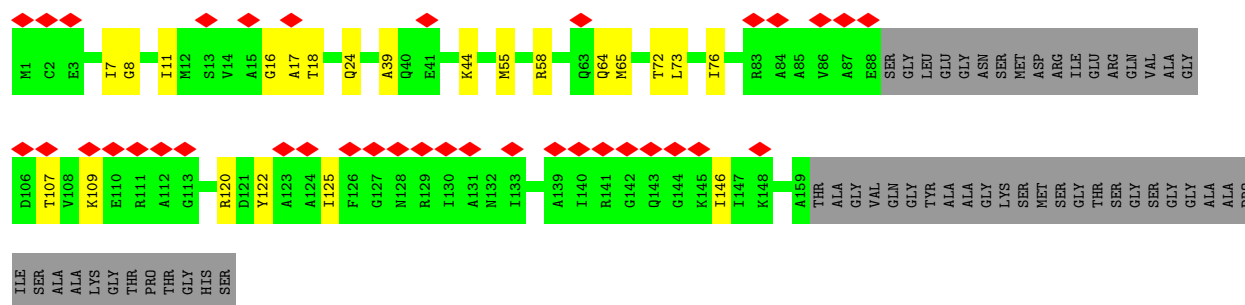 M1 C2 E3 I7 G8 I11 M12 S13 V14 A15 G16 A17 T18 Q24 A39 Q40 E41 K44 M55 R58 Q63 Q64 M65 T72 L73 I76 R83 A84 A85 V86 A87 E88 SER GLY LEU GLU GLY ASN SER MET ASP ARG ILE GLU ARG GLN VAL ALA GLY
D106 T107 V108 K109 E110 R111 A112 G113 R120 D121 Y122 A123 A124 I125 F126 G127 N128 R129 I130 A131 N132 I133 A139 I140 R141 G142 Q143 G144 K145 I146 I147 K148 A159 THR ALA GLY VAL GLN GLY TYR ALA ALA GLY LYS SER SER MET SER GLY THR SER GLY SER GLY GLY ALA ALA
ILE SER ALA ALA LYS GLY THR PRO THR GLY HIS SER